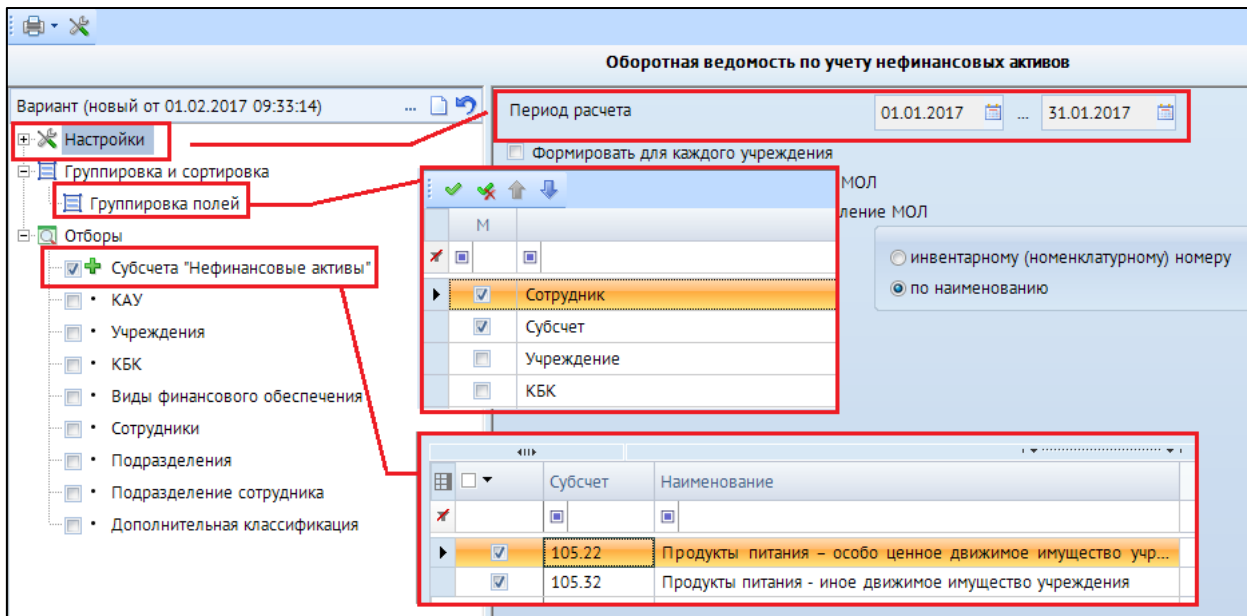 Оборотная ведомость по учету нефинансовых активов
Вариант (новый от 01.02.2017 09:33:14) ...
Настройки
Группировка и сортировка
Группировка полей
Отборы
Субсчета "Нефинансовые активы"
КАУ
Учреждения
КБК
Виды финансового обеспечения
Сотрудники
Подразделения
Подразделение сотрудника
Дополнительная классификация
Период расчета 01.01.2017 ... 31.01.2017
Формировать для каждого учреждения
МОЛ
ление МОЛ
инвентарному (номенклатурному) номеру
по наименованию
М
Сотрудник
Субсчет
Учреждение
КБК
Субсчет Наименование
105.22 Продукты питания – особо ценное движимое имущество учр...
105.32 Продукты питания - иное движимое имущество учреждения